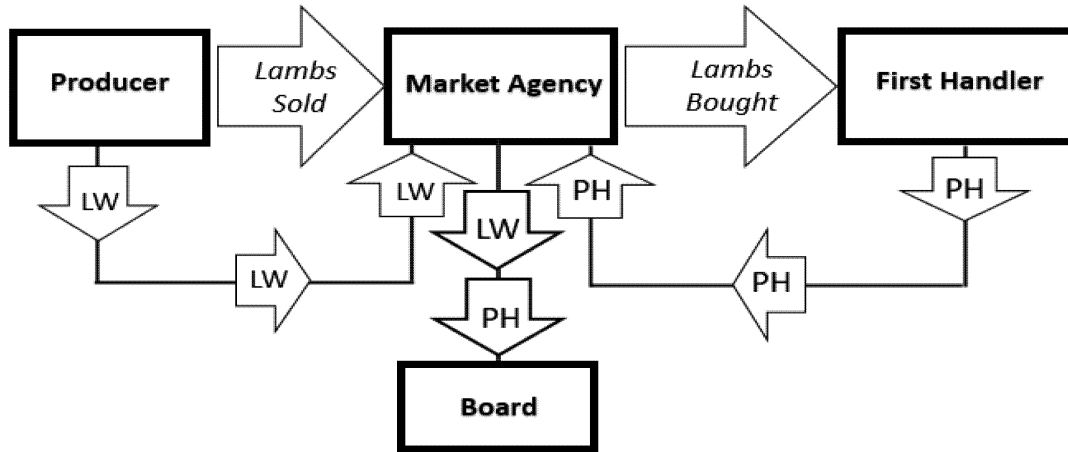 Producer
Lambs
Sold
Market Agency
Lambs
Bought
First Handler
LW
LW
LW
LW
PH
PH
PH
PH
Board